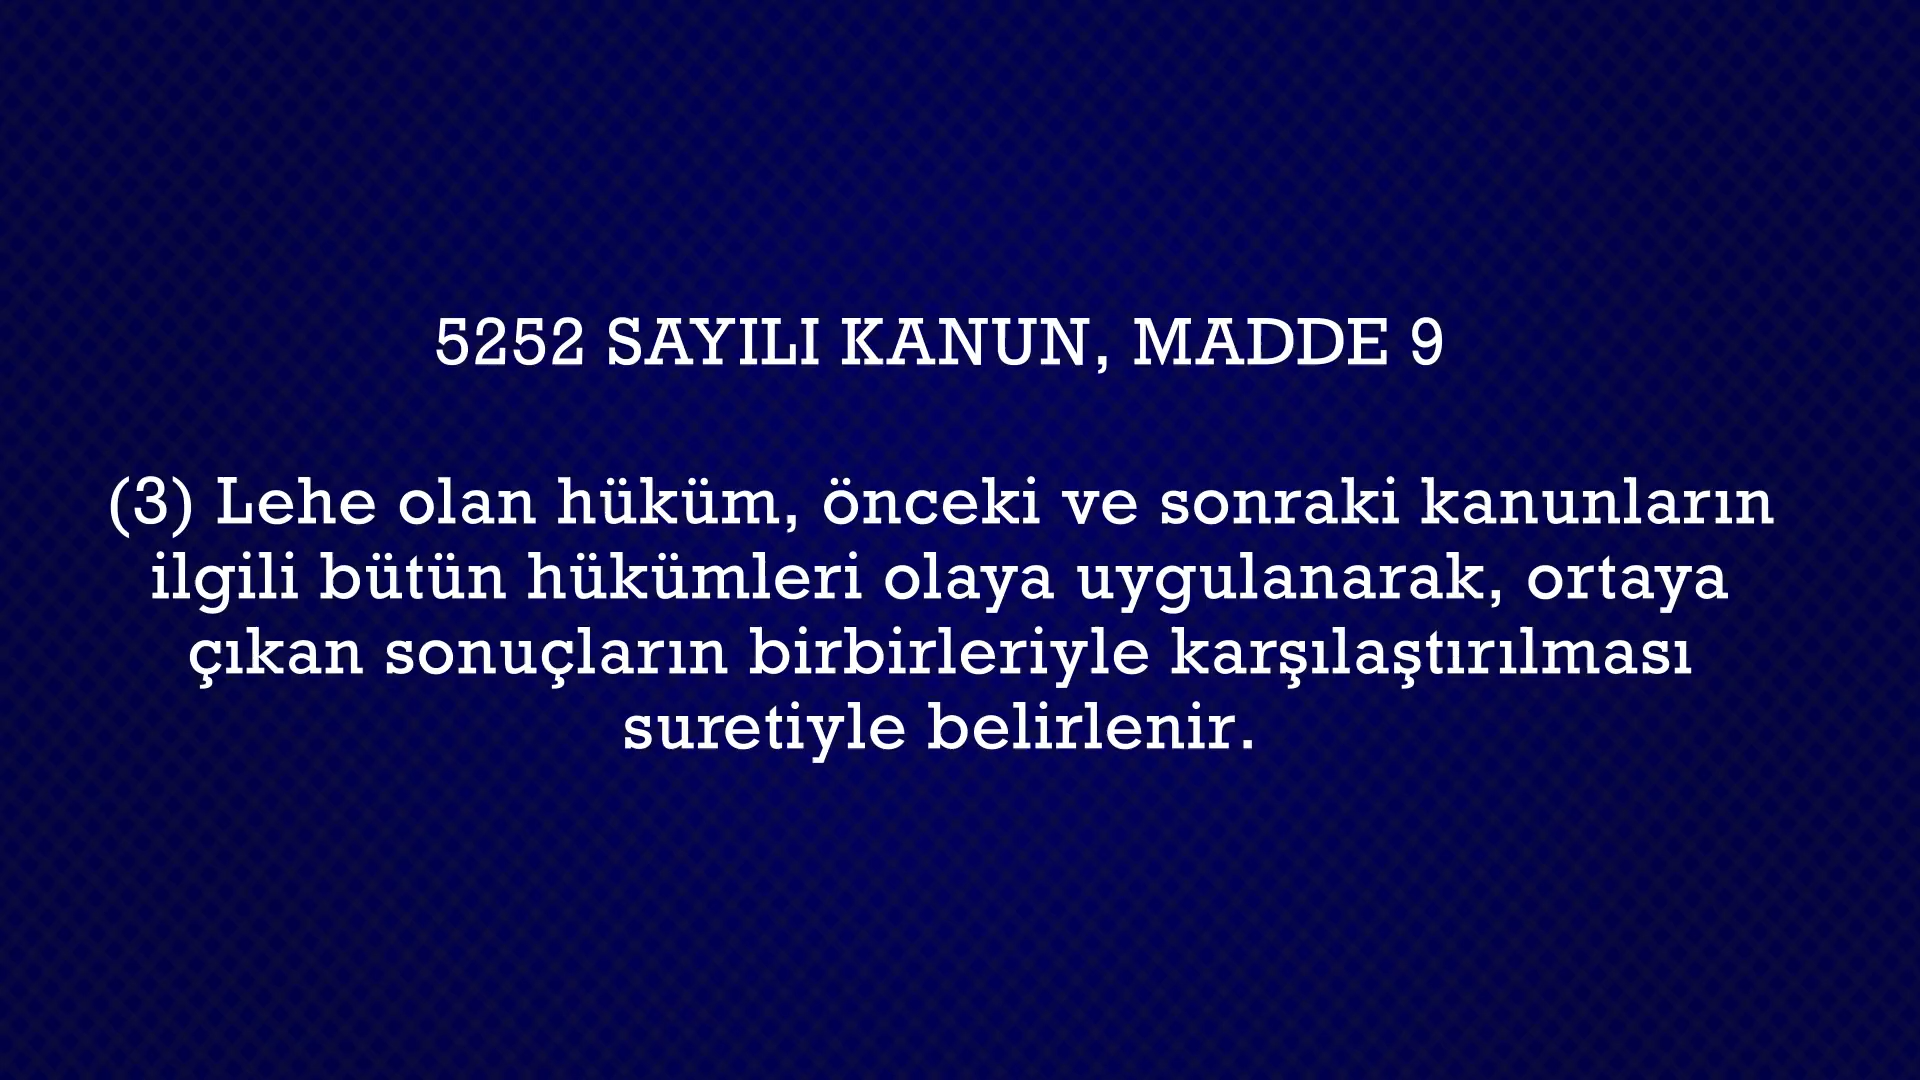 5252 SAYILI KANUN, MADDE 9
(3) Lehe olan hüküm, önceki ve sonraki kanunların
ilgili bütün hükümleri olaya uygulanarak, ortaya
çıkan sonuçların birbirleriyle karşılaştırılması
suretiyle belirlenir.